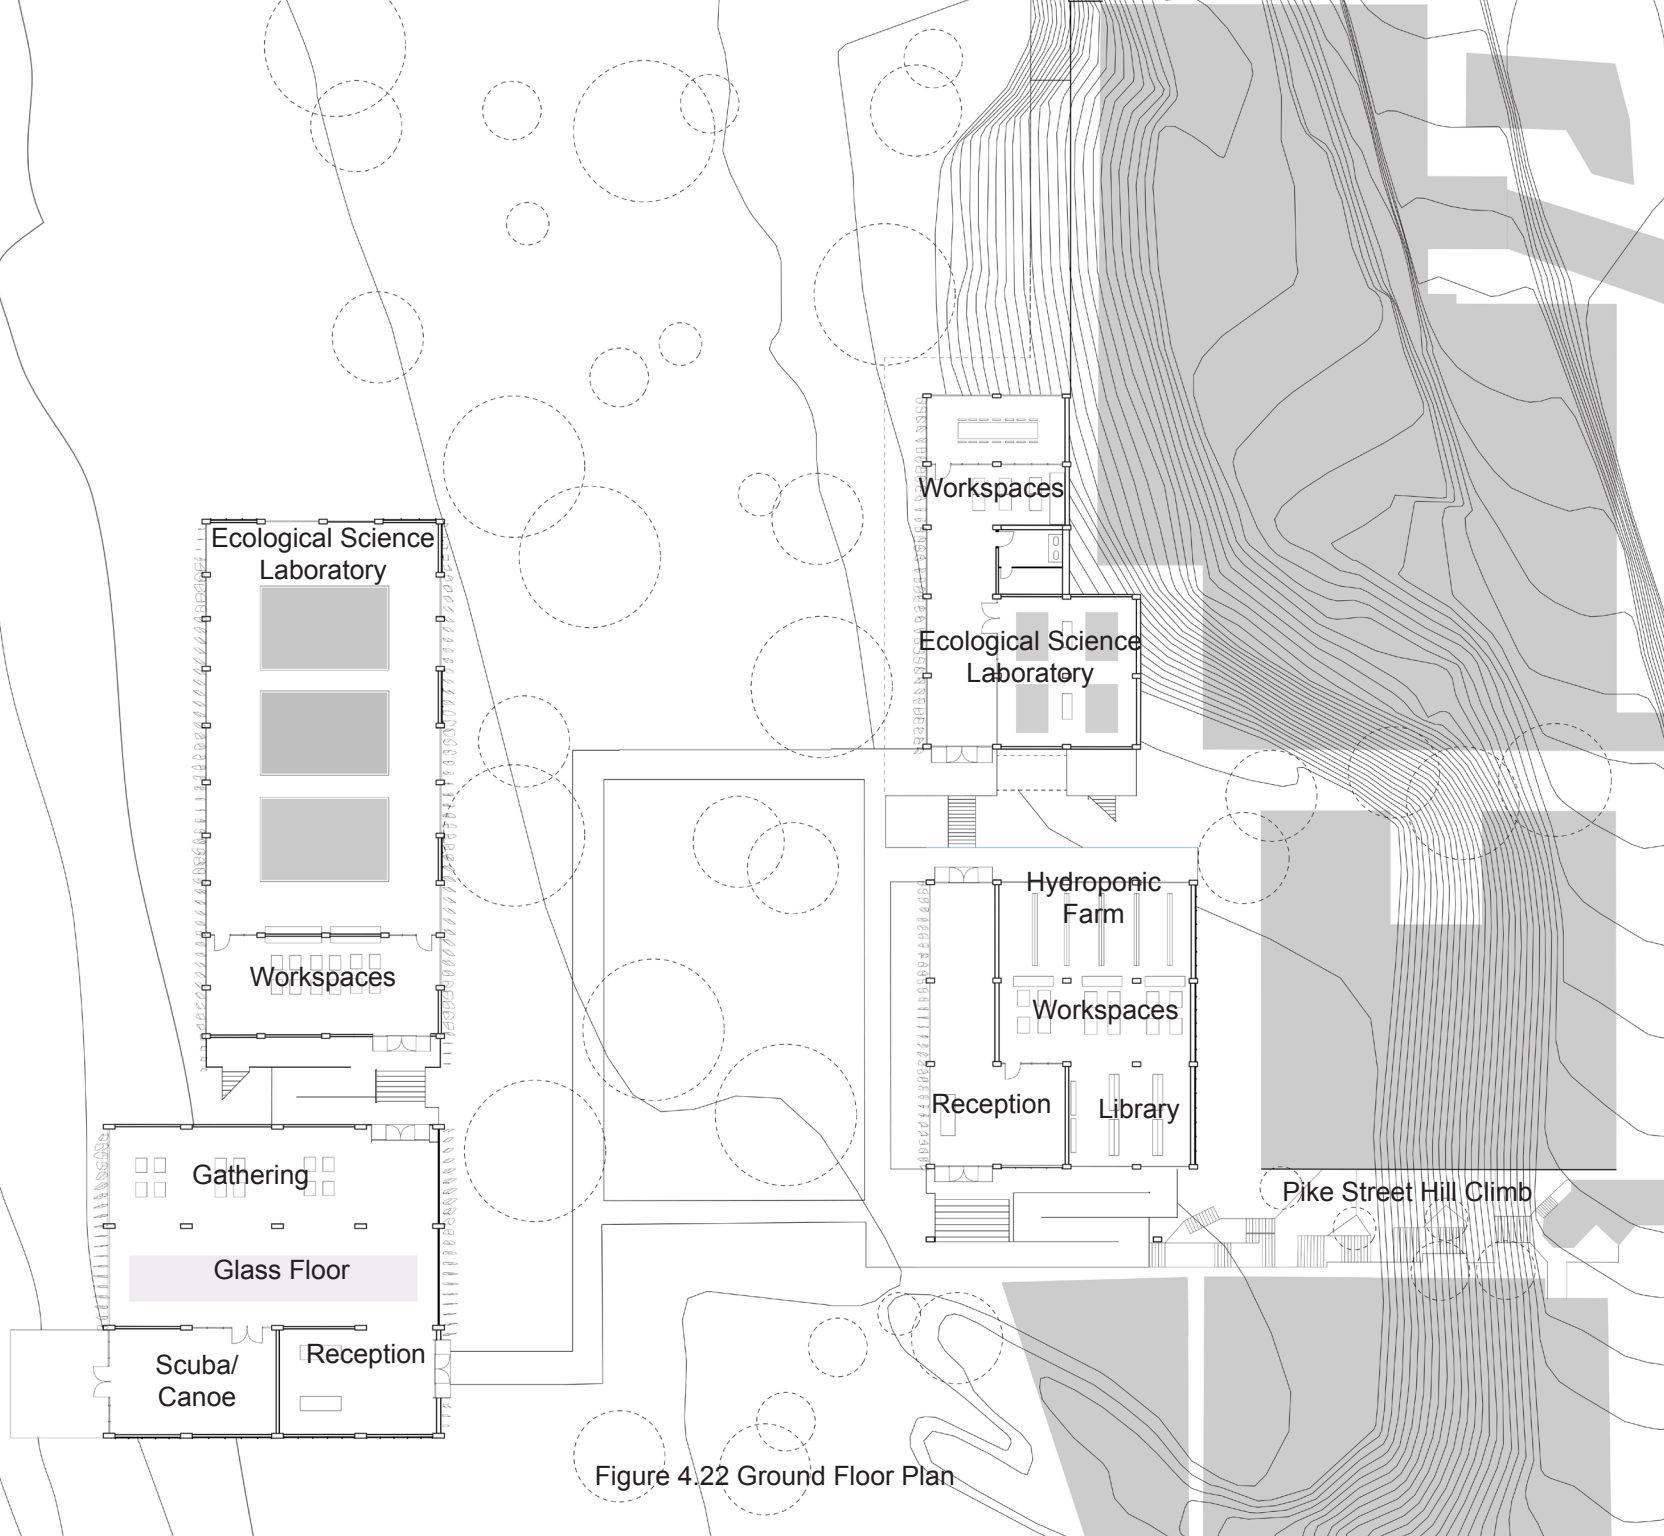 Workspaces
Ecological Science
Laboratory
Ecological Science
Laboratory
Hydroponic
Farm
Workspaces
Workspaces
Reception
Library
Gathering
Pike Street Hill Climb
Glass Floor
Scuba/
Canoe
Reception
Figure 4.22 Ground Floor Plan